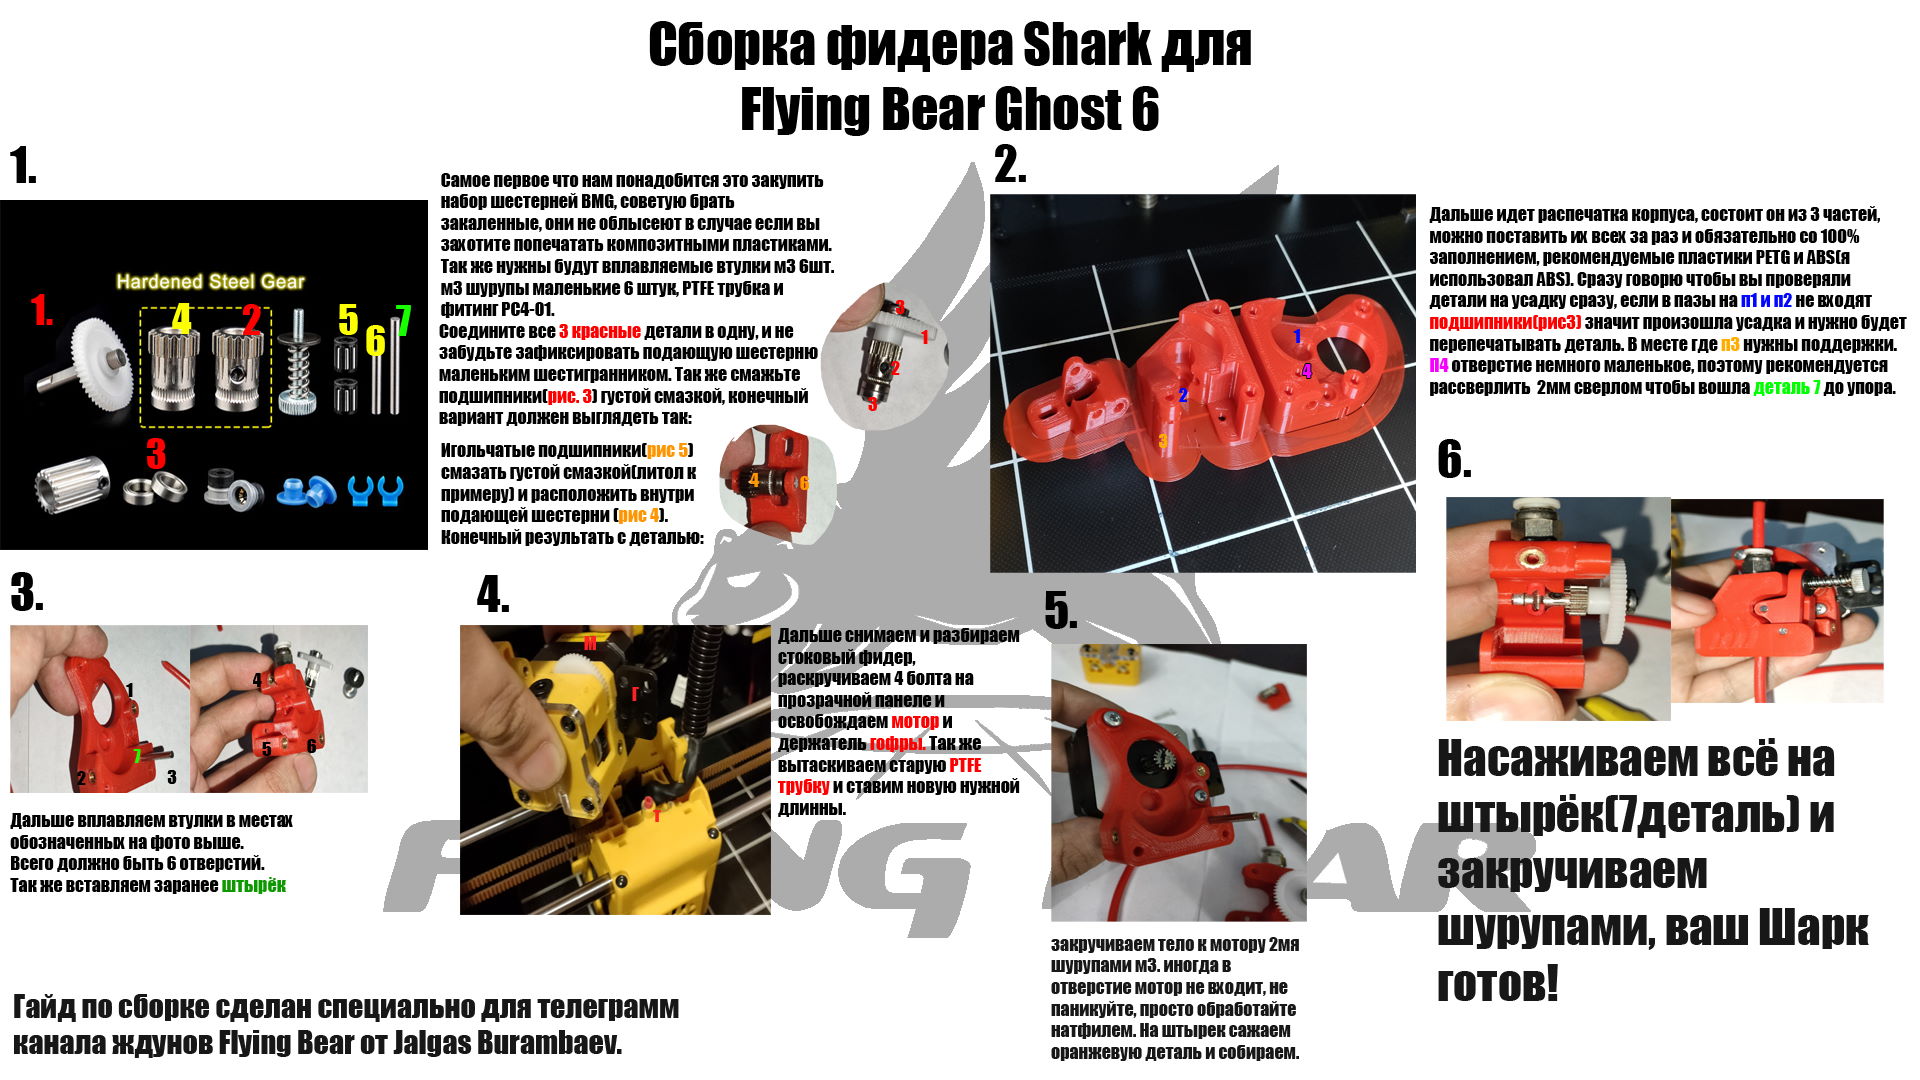 Сборка фидера Shark для
Flying Bear Ghost 6
1.
Hardened Steel Gear
1.
4
2
5
6
7
3
Самое первое что нам понадобится это закупить
набор шестерней BMG, советую брать
закаленные, они не облысеют в случае если вы
захотите попечатать композитными пластиками.
Так же нужны будут вплавляемые втулки м3 6шт.
м3 шурупы маленькие 6 штук, PTFE трубка и
фитинг PC4-01.
Соедините все 3 красные детали в одну, и не
забудьте зафиксировать подающую шестерню
маленьким шестигранником. Так же смажьте
подшипники(рис. 3) густой смазкой, конечный
вариант должен выглядеть так:
3
1
2
3
Игольчатые подшипники(рис 5)
смазать густой смазкой(литол к
примеру) и расположить внутри
подающей шестерни (рис 4).
Конечный результать с деталью:
4
6
2.
1
4
2
3
Дальше идет распечатка корпуса, состоит он из 3 частей,
можно поставить их всех за раз и обязательно со 100%
заполнением, рекомендуемые пластики PETG и ABS(я
использовал ABS). Сразу говорю чтобы вы проверяли
детали на усадку сразу, если в пазы на п1 и п2 не входят
подшипники(рис3) значит произошла усадка и нужно будет
перепечатывать деталь. В месте где п3 нужны поддержки.
П4 отверстие немного маленькое, поэтому рекомендуется
рассверлить 2мм сверлом чтобы вошла деталь 7 до упора.
3.
1
7
2
3
4
5
6
Дальше вплавляем втулки в местах
обозначенных на фото выше.
Всего должно быть 6 отверстий.
Так же вставляем заранее штырёк
4.
М
Г
Т
Дальше снимаем и разбираем
стоковый фидер,
раскручиваем 4 болта на
прозрачной панеле и
освобождаем мотор и
держатель гофры. Так же
вытаскиваем старую PTFE
трубку и ставим новую нужной
длинны.
5.
закручиваем тело к мотору 2мя
шурупами м3. иногда в
отверстие мотор не входит, не
паникуйте, просто обработайте
натфилем. На штырек сажаем
оранжевую деталь и собираем.
6.
Насаживаем всё на
штырёк(7деталь) и
закручиваем
шурупами, ваш Шарк
готов!
Гайд по сборке сделан специально для телеграмм
канала ждунов Flying Bear от Jalgas Burambaev.